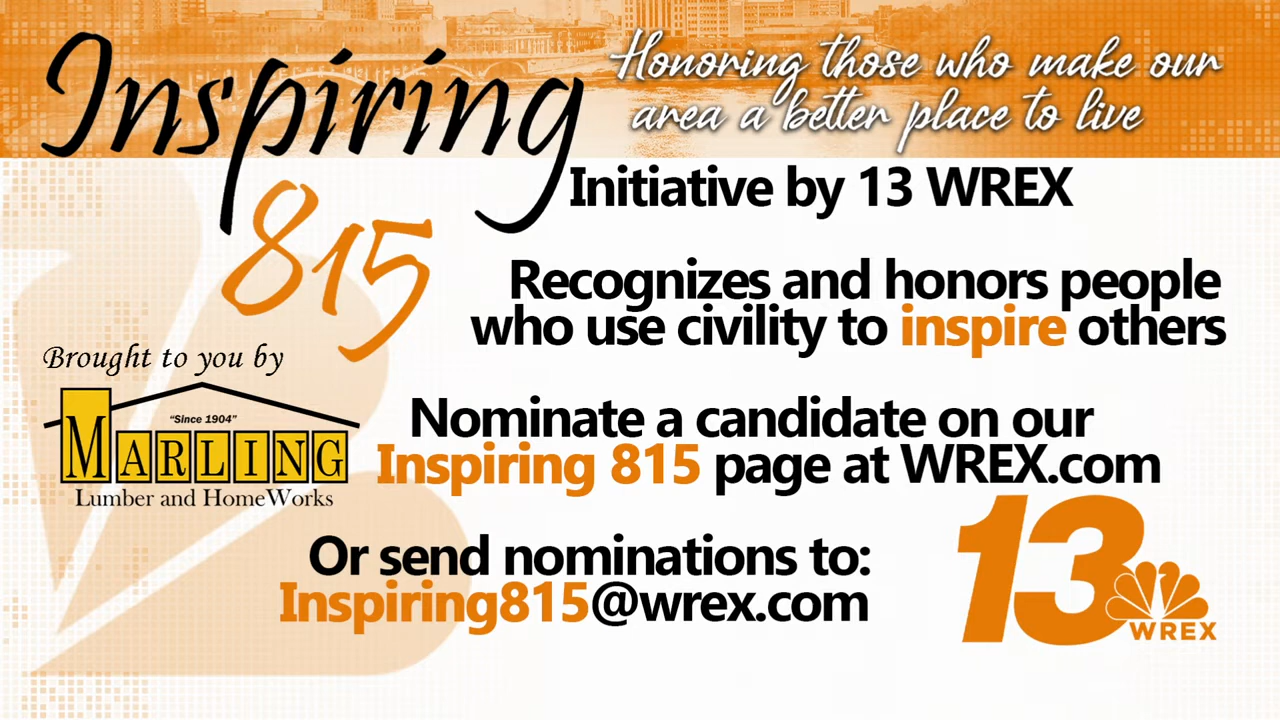 Inspiring
815
Honoring those who make our
area a better place to live
Initiative by 13 WREX
Recognizes and honors people
who use civility to inspire others
Brought to you by
"Since 1904"
MARLING
Lumber and HomeWorks
Nominate a candidate on our
Inspiring 815 page at WREX.com
Or send nominations to:
Inspiring815@wrex.com
13
WREX